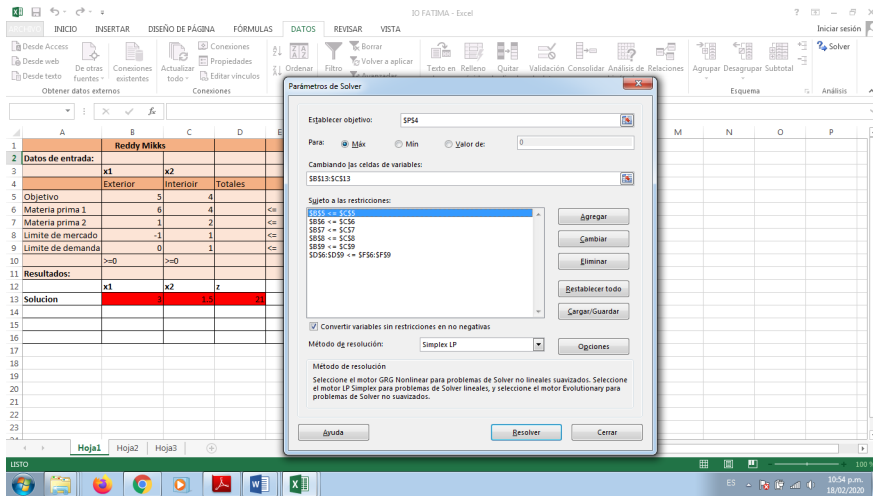 IO FATIMA - Excel
ARCHIVO INICIO INSERTAR DISEÑO DE PÁGINA FÓRMULAS DATOS REVISAR VISTA Iniciar sesión
Desde Access
Desde web
Desde texto
De otras fuentes
Conexiones existentes
Obtener datos externos
Actualizar todo
Conexiones
Propiedades
Editar vínculos
Conexiones
Ordenar
Filtro
Borrar
Volver a aplicar
Avanzadas
Texto en
Relleno
Quitar
Validación
Consolidar
Análisis de
Relaciones
Agrupar
Desagrupar
Subtotal
Esquema
Solver
Análisis
fx
A B C D E M N O P
1 Reddy Mikks
2 Datos de entrada:
3 x1 x2
4 Exterior Interioir Totales
5 Objetivo 5 4
6 Materia prima 1 6 4 <=
7 Materia prima 2 1 2 <=
8 Limite de mercado -1 1 <=
9 Limite de demanda 0 1 <=
10 >=0 >=0
11 Resultados:
12 x1 x2 z
13 Solucion 3 1.5 21
14
15
16
17
18
19
20
21
22
23
Parámetros de Solver
Establecer objetivo: $P$4
Para: Máx Mín Valor de: 0
Cambiando las celdas de variables:
$B$13:$C$13
Sujeto a las restricciones:
$B$5 <= $C$5
$B$6 <= $C$6
$B$7 <= $C$7
$B$8 <= $C$8
$B$9 <= $C$9
$D$6:$D$9 <= $F$6:$F$9
Agregar
Cambiar
Eliminar
Restablecer todo
Cargar/Guardar
Convertir variables sin restricciones en no negativas
Método de resolución: Simplex LP Opciones
Método de resolución
Seleccione el motor GRG Nonlinear para problemas de Solver no lineales suavizados. Seleccione
el motor LP Simplex para problemas de Solver lineales, y seleccione el motor Evolutionary para
problemas de Solver no suavizados.
Ayuda Resolver Cerrar
Hoja1 Hoja2 Hoja3
LISTO 100 %
ES 10:54 p.m.
18/02/2020